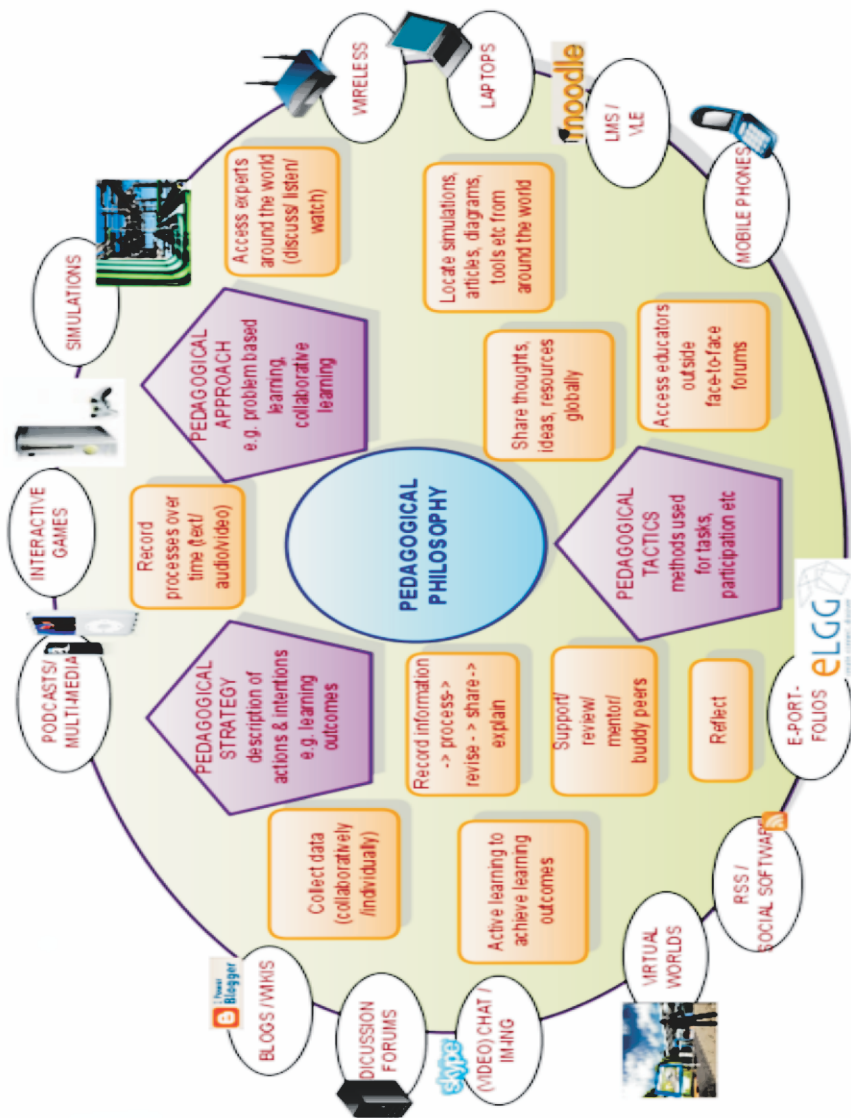 PODCASTS/
MULTI-MEDIA
INTERACTIVE
GAMES
SIMULATIONS
Power
Blogger
BLOGS / WIKIS
WIRELESS
DICUSSION
FORUMS
LAPTOPS
skype
(VIDEO) CHAT /
IM-ING
moodle
LMS /
VLE
VIRTUAL
WORLDS
MOBILE PHONES
RSS /
SOCIAL SOFTWARE
E-PORT-
FOLIOS
eLGG
PEDAGOGICAL
STRATEGY
description of
actions & intentions
e.g. learning
outcomes
Record
processes over
time (text/
audio/video)
PEDAGOGICAL
APPROACH
e.g. problem based
learning,
collaborative
learning
Access experts
around the world
(discuss/ listen/
watch)
Collect data
(collaboratively
/individually)
Record information
-> process->
revise - > share ->
explain
PEDAGOGICAL
PHILOSOPHY
Share thoughts,
ideas, resources
globally
Locate simulations,
articles, diagrams,
tools etc from
around the world
Active learning to
achieve learning
outcomes
Support/
review/
mentor/
buddy peers
Reflect
PEDAGOGICAL
TACTICS
methods used
for tasks,
participation etc
Access educators
outside
face-to-face
forums